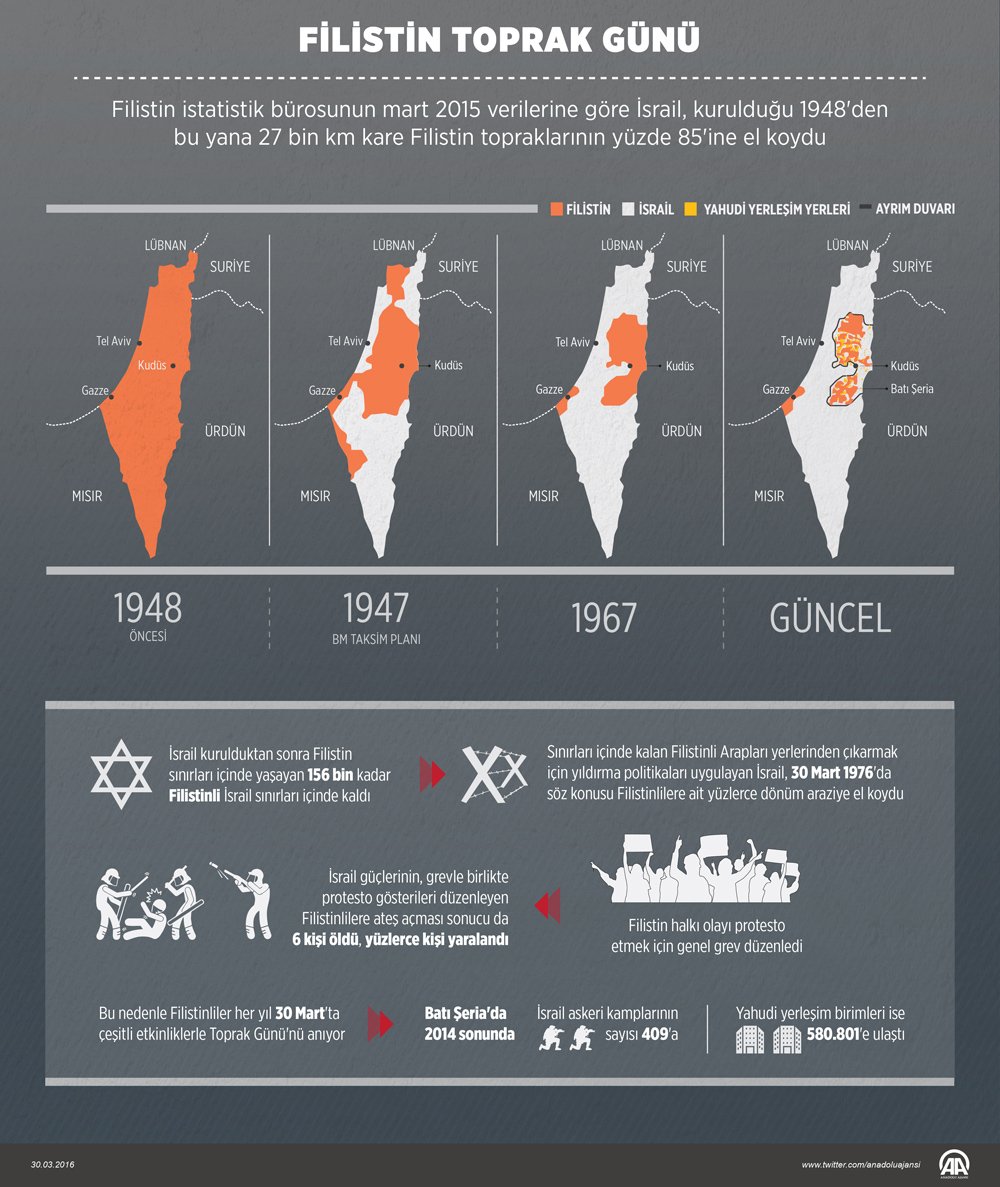 FİLİSTİN TOPRAK GÜNÜ
Filistin istatistik bürosunun mart 2015 verilerine göre İsrail, kurulduğu 1948'den
bu yana 27 bin km kare Filistin topraklarının yüzde 85'ine el koydu
FİLİSTİN
İSRAİL
YAHUDİ YERLEŞİM YERLERİ
AYRIM DUVARI
LÜBNAN
SURİYE
Tel Aviv
Kudüs
Gazze
ÜRDÜN
MISIR
LÜBNAN
SURİYE
Tel Aviv
Kudüs
Gazze
ÜRDÜN
MISIR
LÜBNAN
SURİYE
Tel Aviv
Kudüs
Gazze
ÜRDÜN
MISIR
LÜBNAN
SURİYE
Tel Aviv
Kudüs
Gazze
Batı Şeria
ÜRDÜN
MISIR
1948
ÖNCESİ
1947
BM TAKSİM PLANI
1967
GÜNCEL
İsrail kurulduktan sonra Filistin
sınırları içinde yaşayan 156 bin kadar
Filistinli İsrail sınırları içinde kaldı
Sınırları içinde kalan Filistinli Arapları yerlerinden çıkarmak
için yıldırma politikaları uygulayan İsrail, 30 Mart 1976'da
söz konusu Filistinlilere ait yüzlerce dönüm araziye el koydu
Filistin halkı olayı protesto
etmek için genel grev düzenledi
İsrail güçlerinin, grevle birlikte
protesto gösterileri düzenleyen
Filistinlilere ateş açması sonucu da
6 kişi öldü, yüzlerce kişi yaralandı
Bu nedenle Filistinliler her yıl 30 Mart'ta
çeşitli etkinliklerle Toprak Günü'nü anıyor
Batı Şeria'da
2014 sonunda
İsrail askeri kamplarının
sayısı 409'a
Yahudi yerleşim birimleri ise
580.801'e ulaştı
30.03.2016
www.twitter.com/anadoluajansi
AA
ANADOLU AJANSI